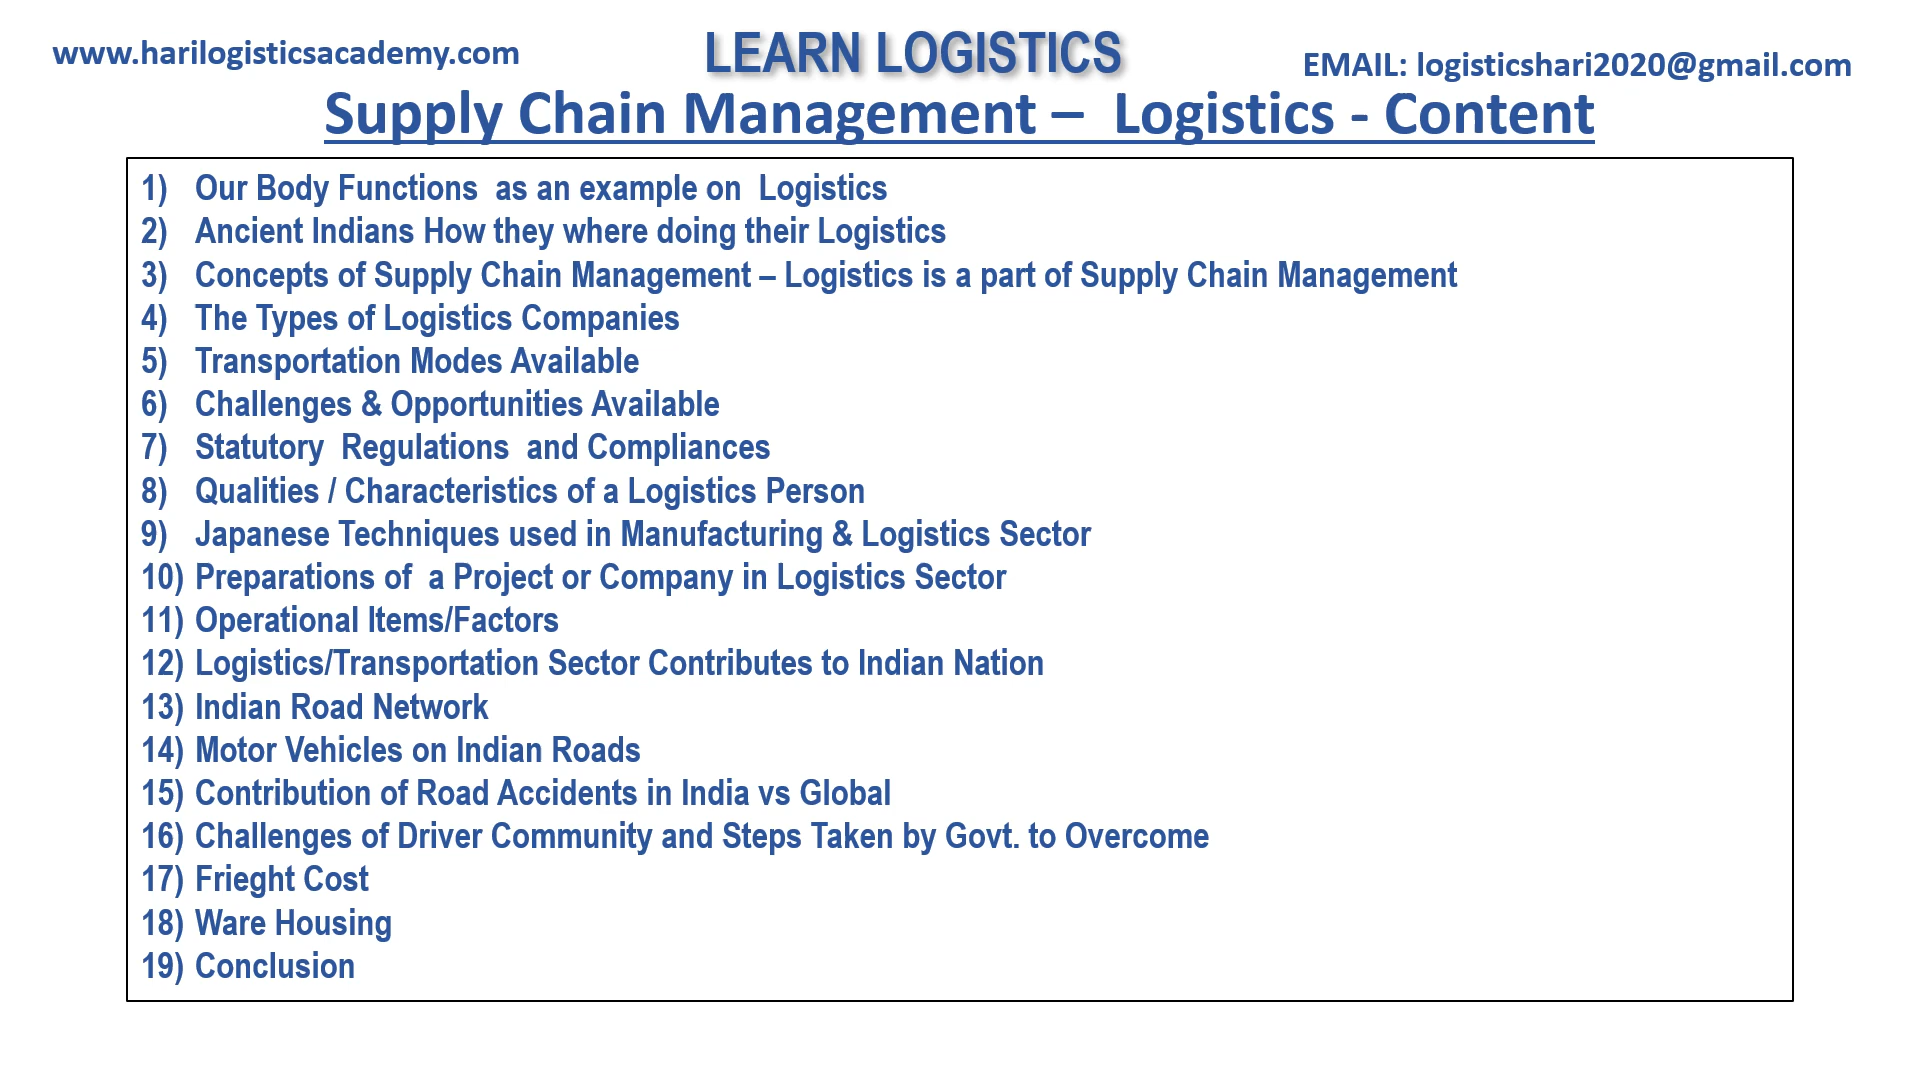 www.harilogisticsacademy.com
LEARN LOGISTICS
EMAIL: logisticshari2020@gmail.com
Supply Chain Management – Logistics - Content
1) Our Body Functions as an example on Logistics
2) Ancient Indians How they where doing their Logistics
3) Concepts of Supply Chain Management – Logistics is a part of Supply Chain Management
4) The Types of Logistics Companies
5) Transportation Modes Available
6) Challenges & Opportunities Available
7) Statutory Regulations and Compliances
8) Qualities / Characteristics of a Logistics Person
9) Japanese Techniques used in Manufacturing & Logistics Sector
10) Preparations of a Project or Company in Logistics Sector
11) Operational Items/Factors
12) Logistics/Transportation Sector Contributes to Indian Nation
13) Indian Road Network
14) Motor Vehicles on Indian Roads
15) Contribution of Road Accidents in India vs Global
16) Challenges of Driver Community and Steps Taken by Govt. to Overcome
17) Frieght Cost
18) Ware Housing
19) Conclusion